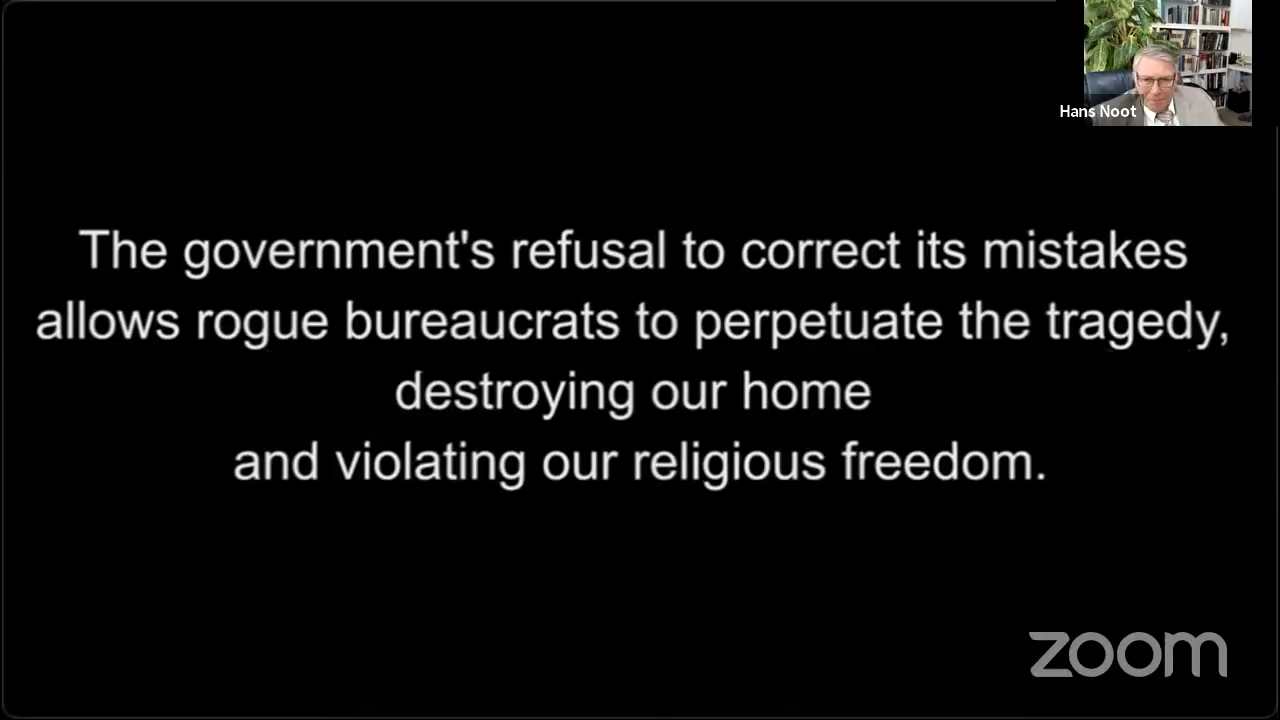 Hans Noot
The government's refusal to correct its mistakes
allows rogue bureaucrats to perpetuate the tragedy,
destroying our home
and violating our religious freedom.
zoom